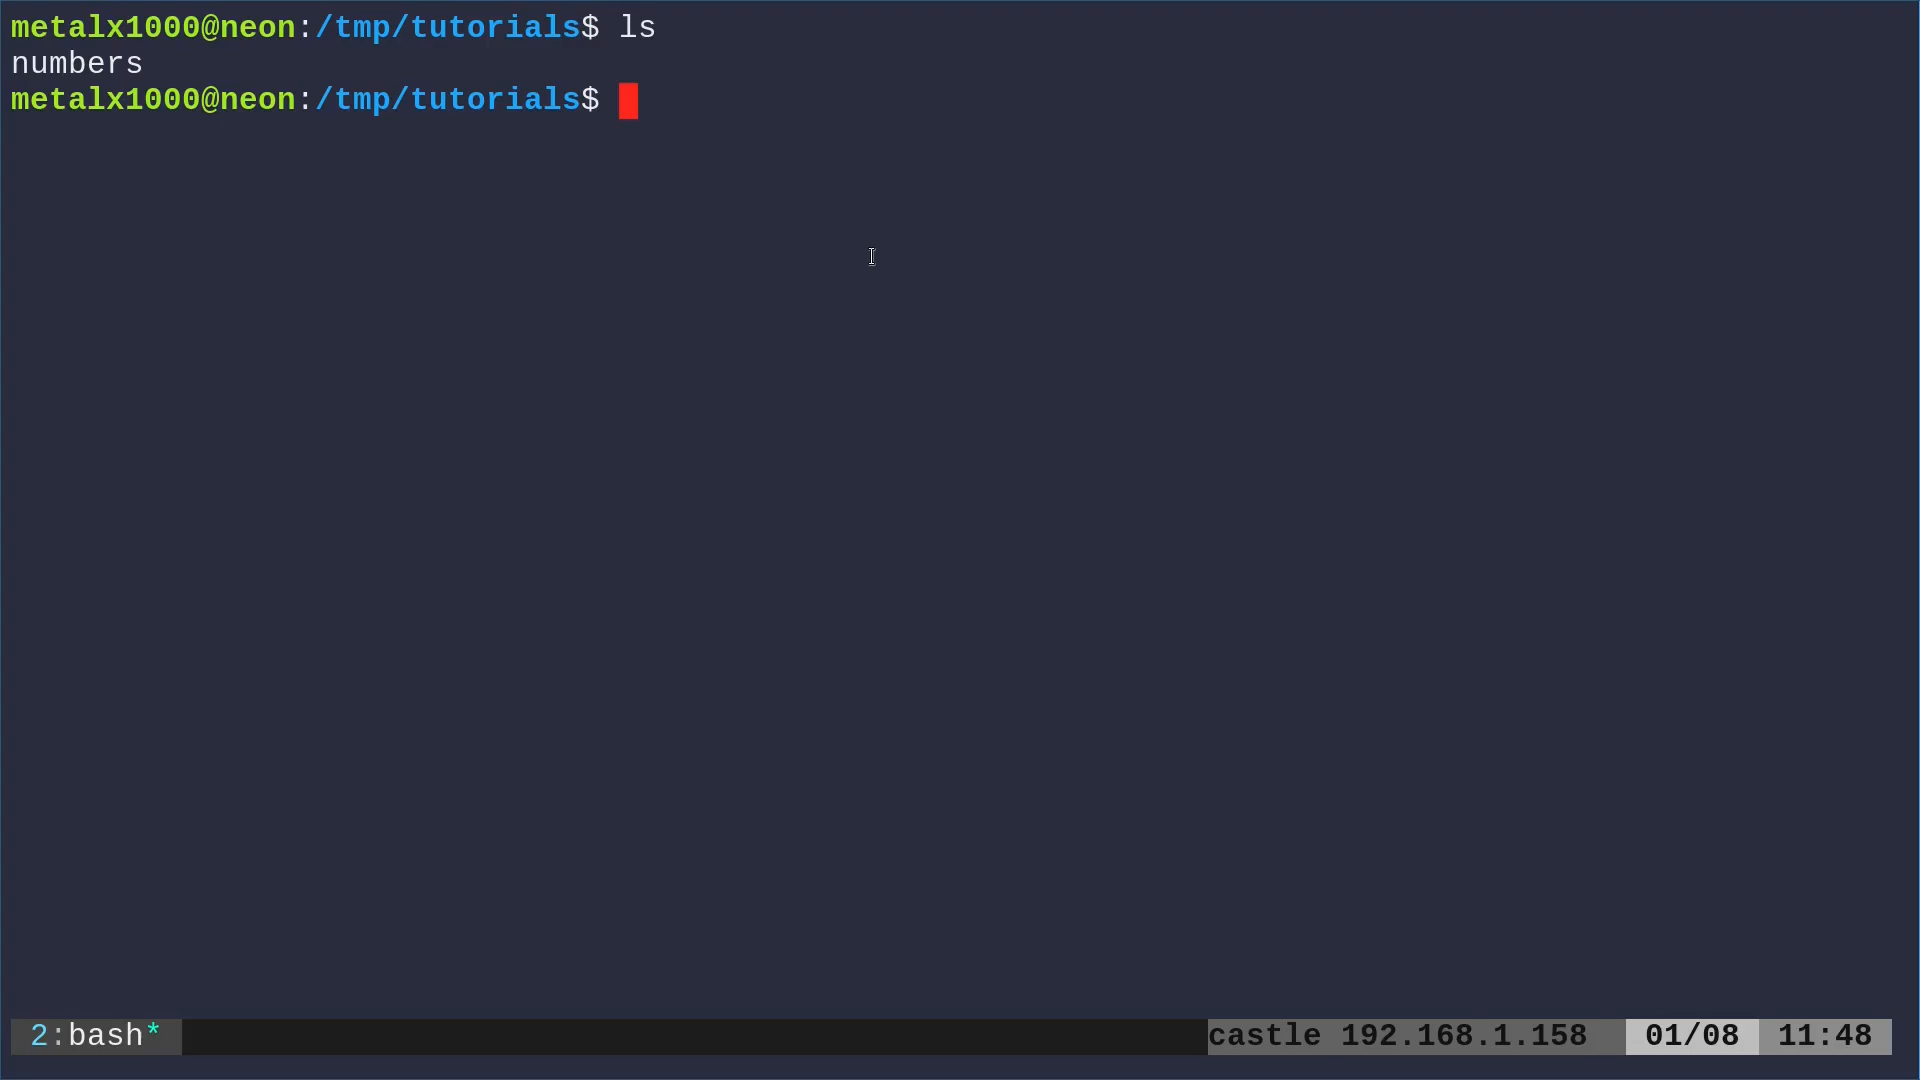 metalx1000@neon:/tmp/tutorials$ ls
numbers
metalx1000@neon:/tmp/tutorials$
2:bash* castle 192.168.1.158 01/08 11:48